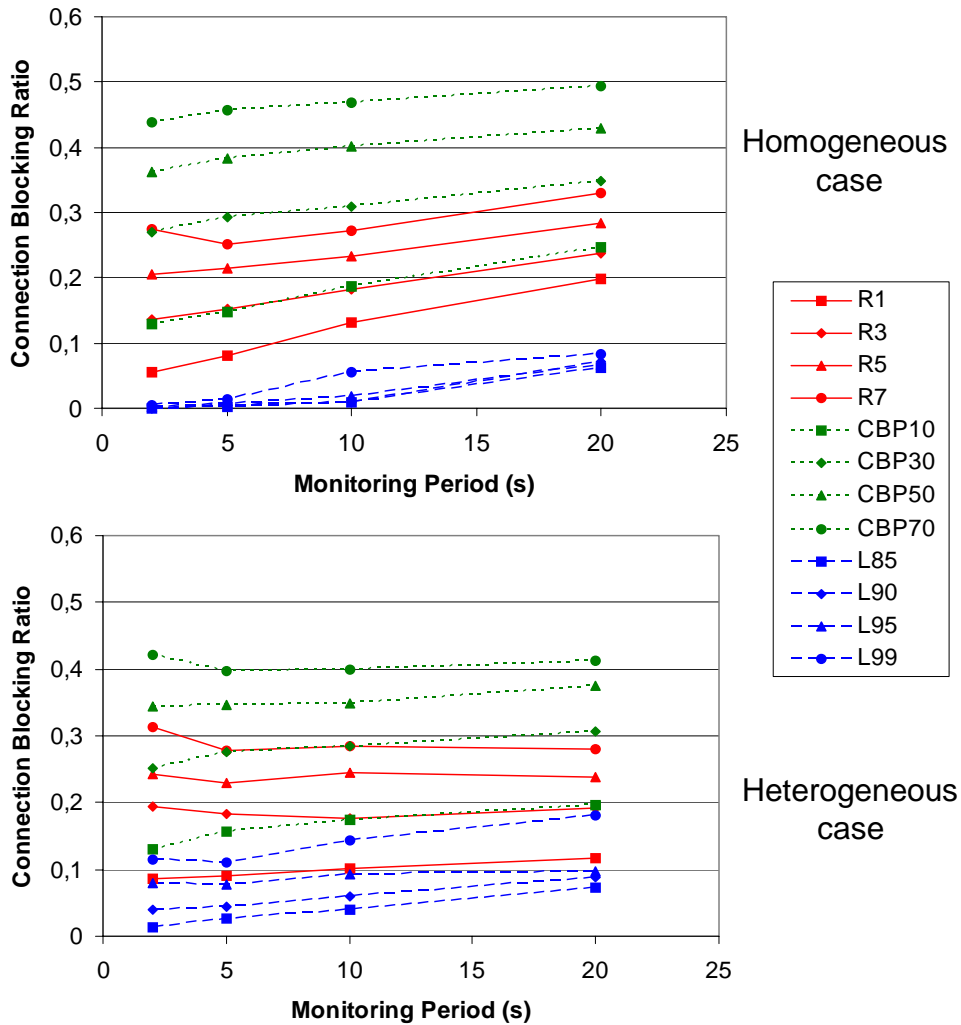 0,6
0,5
0,4
0,3
0,2
0,1
0
Connection Blocking Ratio
0 5 10 15 20 25
Monitoring Period (s)
Homogeneous
case
R1
R3
R5
R7
CBP10
CBP30
CBP50
CBP70
L85
L90
L95
L99
0,6
0,5
0,4
0,3
0,2
0,1
0
Connection Blocking Ratio
0 5 10 15 20 25
Monitoring Period (s)
Heterogeneous
case